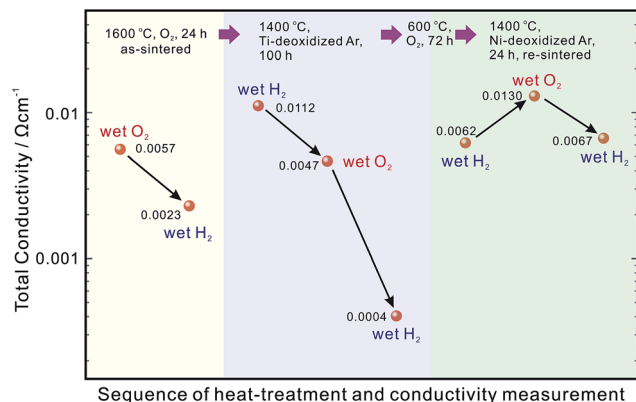 1600 °C, O₂, 24 h
as-sintered
1400 °C,
Ti-deoxidized Ar,
100 h
600 °C,
O₂, 72 h
1400 °C,
Ni-deoxidized Ar,
24 h, re-sintered
Total Conductivity / Ωcm⁻¹
0.01
0.001
wet O₂
0.0057
0.0023
wet H₂
wet H₂
0.0112
0.0047
wet O₂
0.0004
wet H₂
wet O₂
0.0130
0.0062
wet H₂
0.0067
wet H₂
Sequence of heat-treatment and conductivity measurement